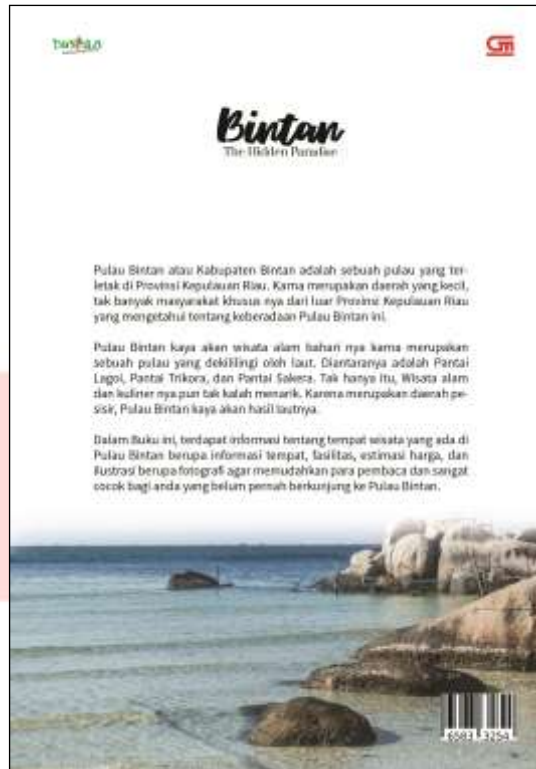 GM
Bintan
The Hidden Paradise
Pulau Bintan atau Kabupaten Bintan adalah sebuah pulau yang ter-
letak di Provinsi Kepulauan Riau. Karna merupakan daerah yang kecil,
tak banyak masyarakat khusus nya dari luar Provinsi Kepulauan Riau
yang mengetahui tentang keberadaan Pulau Bintan ini.
Pulau Bintan kaya akan wisata alam bahari nya karna merupakan
sebuah pulau yang dekililingi oleh laut. Diantaranya adalah Pantai
Lagoi, Pantai Trikora, dan Pantai Sakera. Tak hanya itu, Wisata alam
dan kuliner nya pun tak kalah menarik. Karena merupakan daerah pe-
sisir, Pulau Bintan kaya akan hasil lautnya.
Dalam Buku ini, terdapat informasi tentang tempat wisata yang ada di
Pulau Bintan berupa informasi tempat, fasilitas, estimasi harga, dan
ilustrasi berupa fotografi agar memudahkan para pembaca dan sangat
cocok bagi anda yang belum pernah berkunjung ke Pulau Bintan.
6583 3254